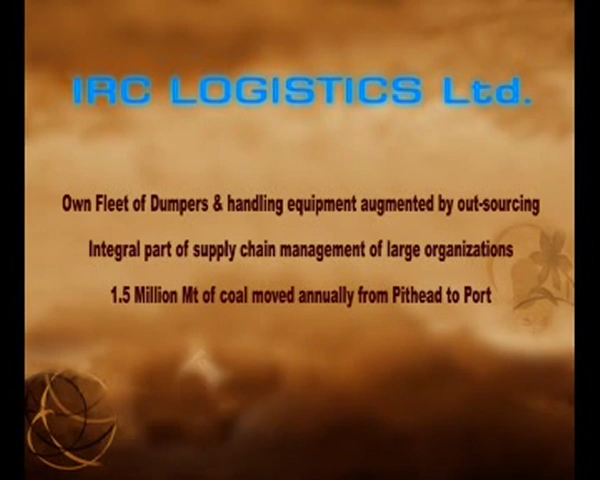 IRC LOGISTICS Ltd.
Own Fleet of Dumpers & handling equipment augmented by out-sourcing
Integral part of supply chain management of large organizations
1.5 Million Mt of coal moved annually from Pithead to Port